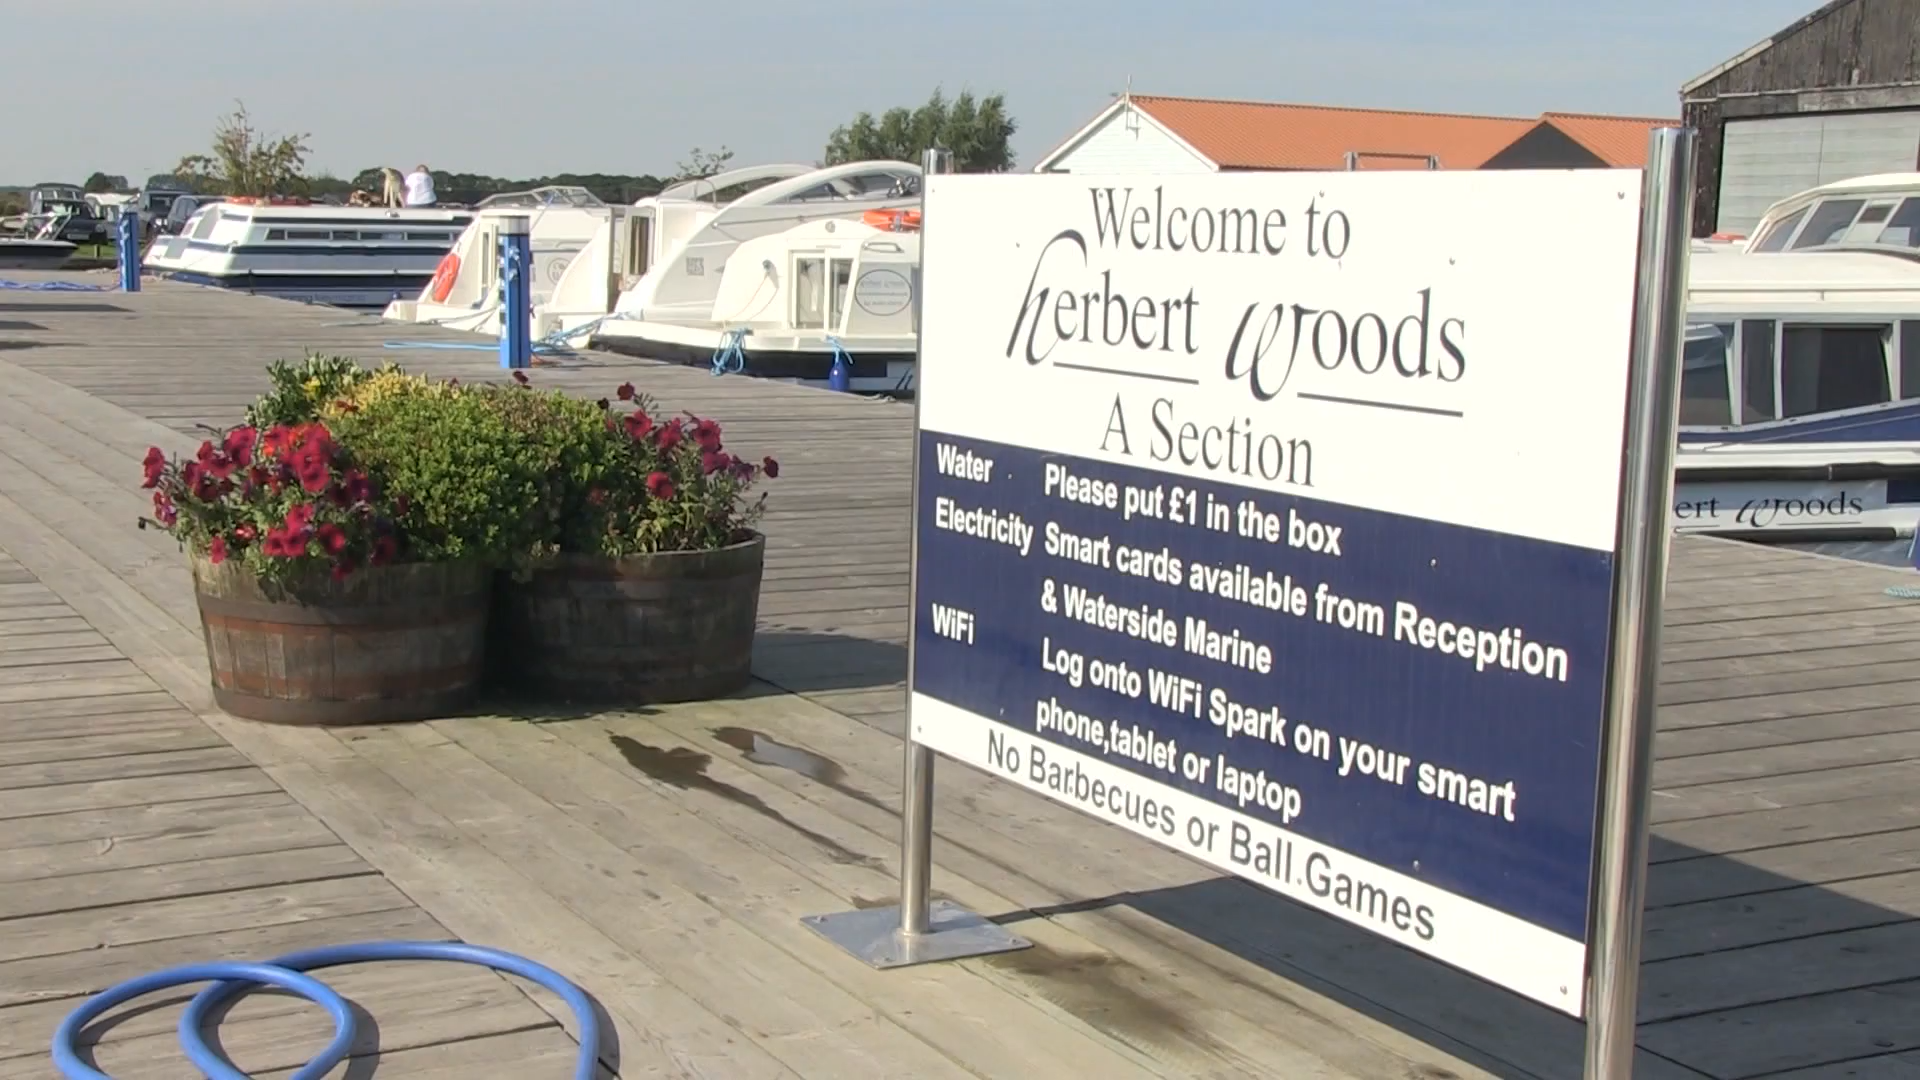 Welcome to
herbert woods
A Section
Water Please put £1 in the box
Electricity Smart cards available from Reception
& Waterside Marine
WiFi Log onto WiFi Spark on your smart
phone,tablet or laptop
No Barbecues or Ball Games
ert woods